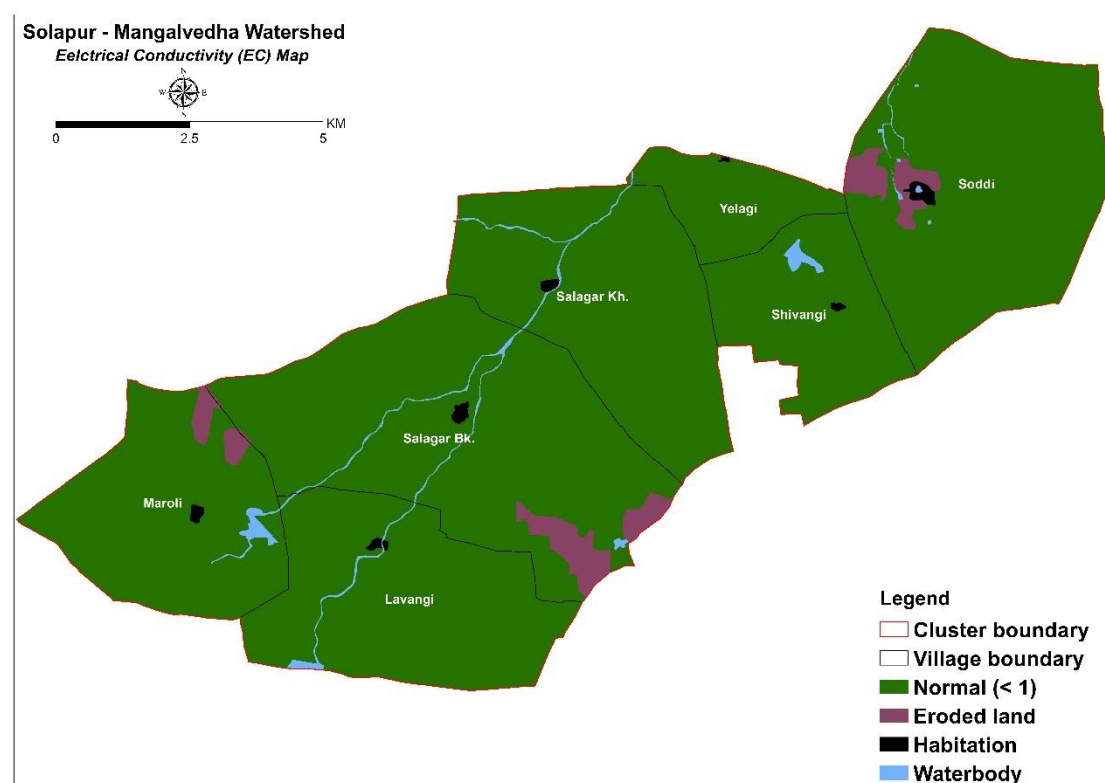 Solapur - Mangalvedha Watershed
Eelctrical Conductivity (EC) Map
N
W E
S
KM
0 2.5 5
Soddi
Yelagi
Salagar Kh.
Shivangi
Salagar Bk.
Maroli
Lavangi
Legend
Cluster boundary
Village boundary
Normal (< 1)
Eroded land
Habitation
Waterbody